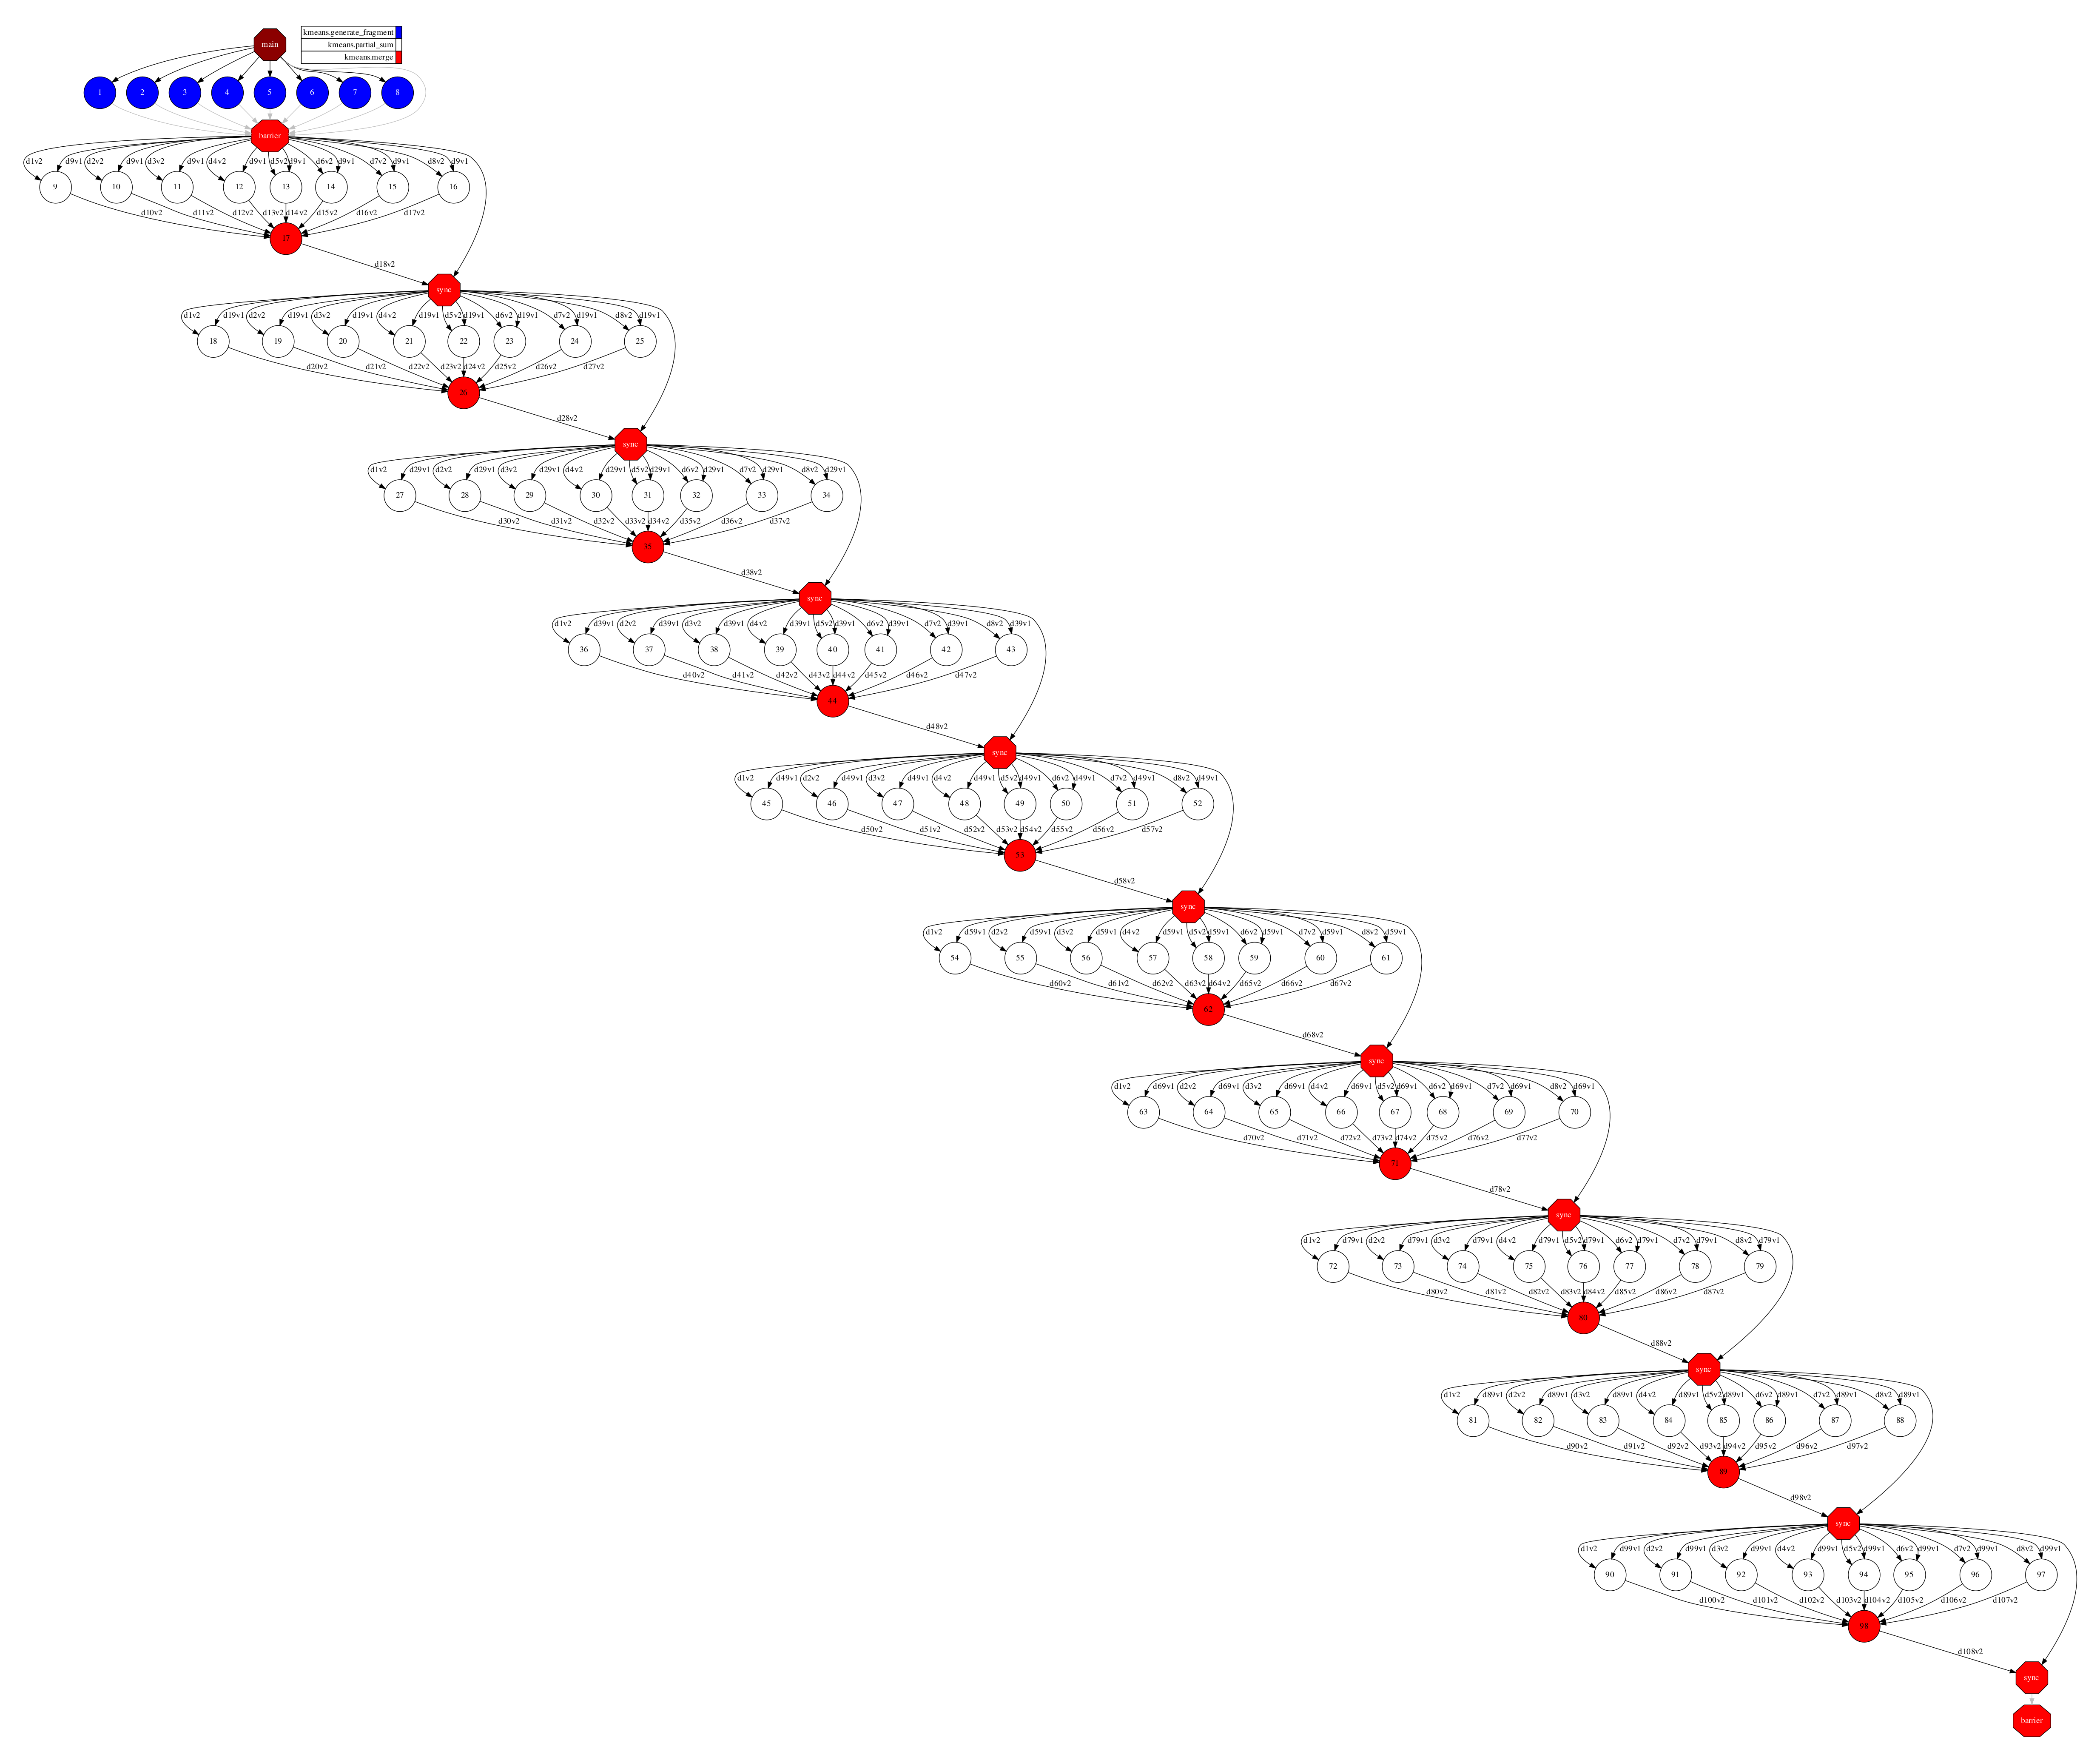 main
kmeans.generate_fragment
kmeans.partial_sum
kmeans.merge
1 2 3 4 5 6 7 8
barrier
d1v2 d9v1 d2v2 d9v1 d3v2 d9v1 d4v2 d9v1 d5v2 d9v1 d6v2 d9v1 d7v2 d9v1 d8v2 d9v1
9 10 11 12 13 14 15 16
d10v2 d11v2 d12v2 d13v2 d14v2 d15v2 d16v2 d17v2
17
d18v2
sync
d1v2 d19v1 d2v2 d19v1 d3v2 d19v1 d4v2 d19v1 d5v2 d19v1 d6v2 d19v1 d7v2 d19v1 d8v2 d19v1
18 19 20 21 22 23 24 25
d20v2 d21v2 d22v2 d23v2 d24v2 d25v2 d26v2 d27v2
26
d28v2
sync
d1v2 d29v1 d2v2 d29v1 d3v2 d29v1 d4v2 d29v1 d5v2 d29v1 d6v2 d29v1 d7v2 d29v1 d8v2 d29v1
27 28 29 30 31 32 33 34
d30v2 d31v2 d32v2 d33v2 d34v2 d35v2 d36v2 d37v2
35
d38v2
sync
d1v2 d39v1 d2v2 d39v1 d3v2 d39v1 d4v2 d39v1 d5v2 d39v1 d6v2 d39v1 d7v2 d39v1 d8v2 d39v1
36 37 38 39 40 41 42 43
d40v2 d41v2 d42v2 d43v2 d44v2 d45v2 d46v2 d47v2
44
d48v2
sync
d1v2 d49v1 d2v2 d49v1 d3v2 d49v1 d4v2 d49v1 d5v2 d49v1 d6v2 d49v1 d7v2 d49v1 d8v2 d49v1
45 46 47 48 49 50 51 52
d50v2 d51v2 d52v2 d53v2 d54v2 d55v2 d56v2 d57v2
53
d58v2
sync
d1v2 d59v1 d2v2 d59v1 d3v2 d59v1 d4v2 d59v1 d5v2 d59v1 d6v2 d59v1 d7v2 d59v1 d8v2 d59v1
54 55 56 57 58 59 60 61
d60v2 d61v2 d62v2 d63v2 d64v2 d65v2 d66v2 d67v2
62
d68v2
sync
d1v2 d69v1 d2v2 d69v1 d3v2 d69v1 d4v2 d69v1 d5v2 d69v1 d6v2 d69v1 d7v2 d69v1 d8v2 d69v1
63 64 65 66 67 68 69 70
d70v2 d71v2 d72v2 d73v2 d74v2 d75v2 d76v2 d77v2
71
d78v2
sync
d1v2 d79v1 d2v2 d79v1 d3v2 d79v1 d4v2 d79v1 d5v2 d79v1 d6v2 d79v1 d7v2 d79v1 d8v2 d79v1
72 73 74 75 76 77 78 79
d80v2 d81v2 d82v2 d83v2 d84v2 d85v2 d86v2 d87v2
80
d88v2
sync
d1v2 d89v1 d2v2 d89v1 d3v2 d89v1 d4v2 d89v1 d5v2 d89v1 d6v2 d89v1 d7v2 d89v1 d8v2 d89v1
81 82 83 84 85 86 87 88
d90v2 d91v2 d92v2 d93v2 d94v2 d95v2 d96v2 d97v2
89
d98v2
sync
d1v2 d99v1 d2v2 d99v1 d3v2 d99v1 d4v2 d99v1 d5v2 d99v1 d6v2 d99v1 d7v2 d99v1 d8v2 d99v1
90 91 92 93 94 95 96 97
d100v2 d101v2 d102v2 d103v2 d104v2 d105v2 d106v2 d107v2
98
d108v2
sync
barrier